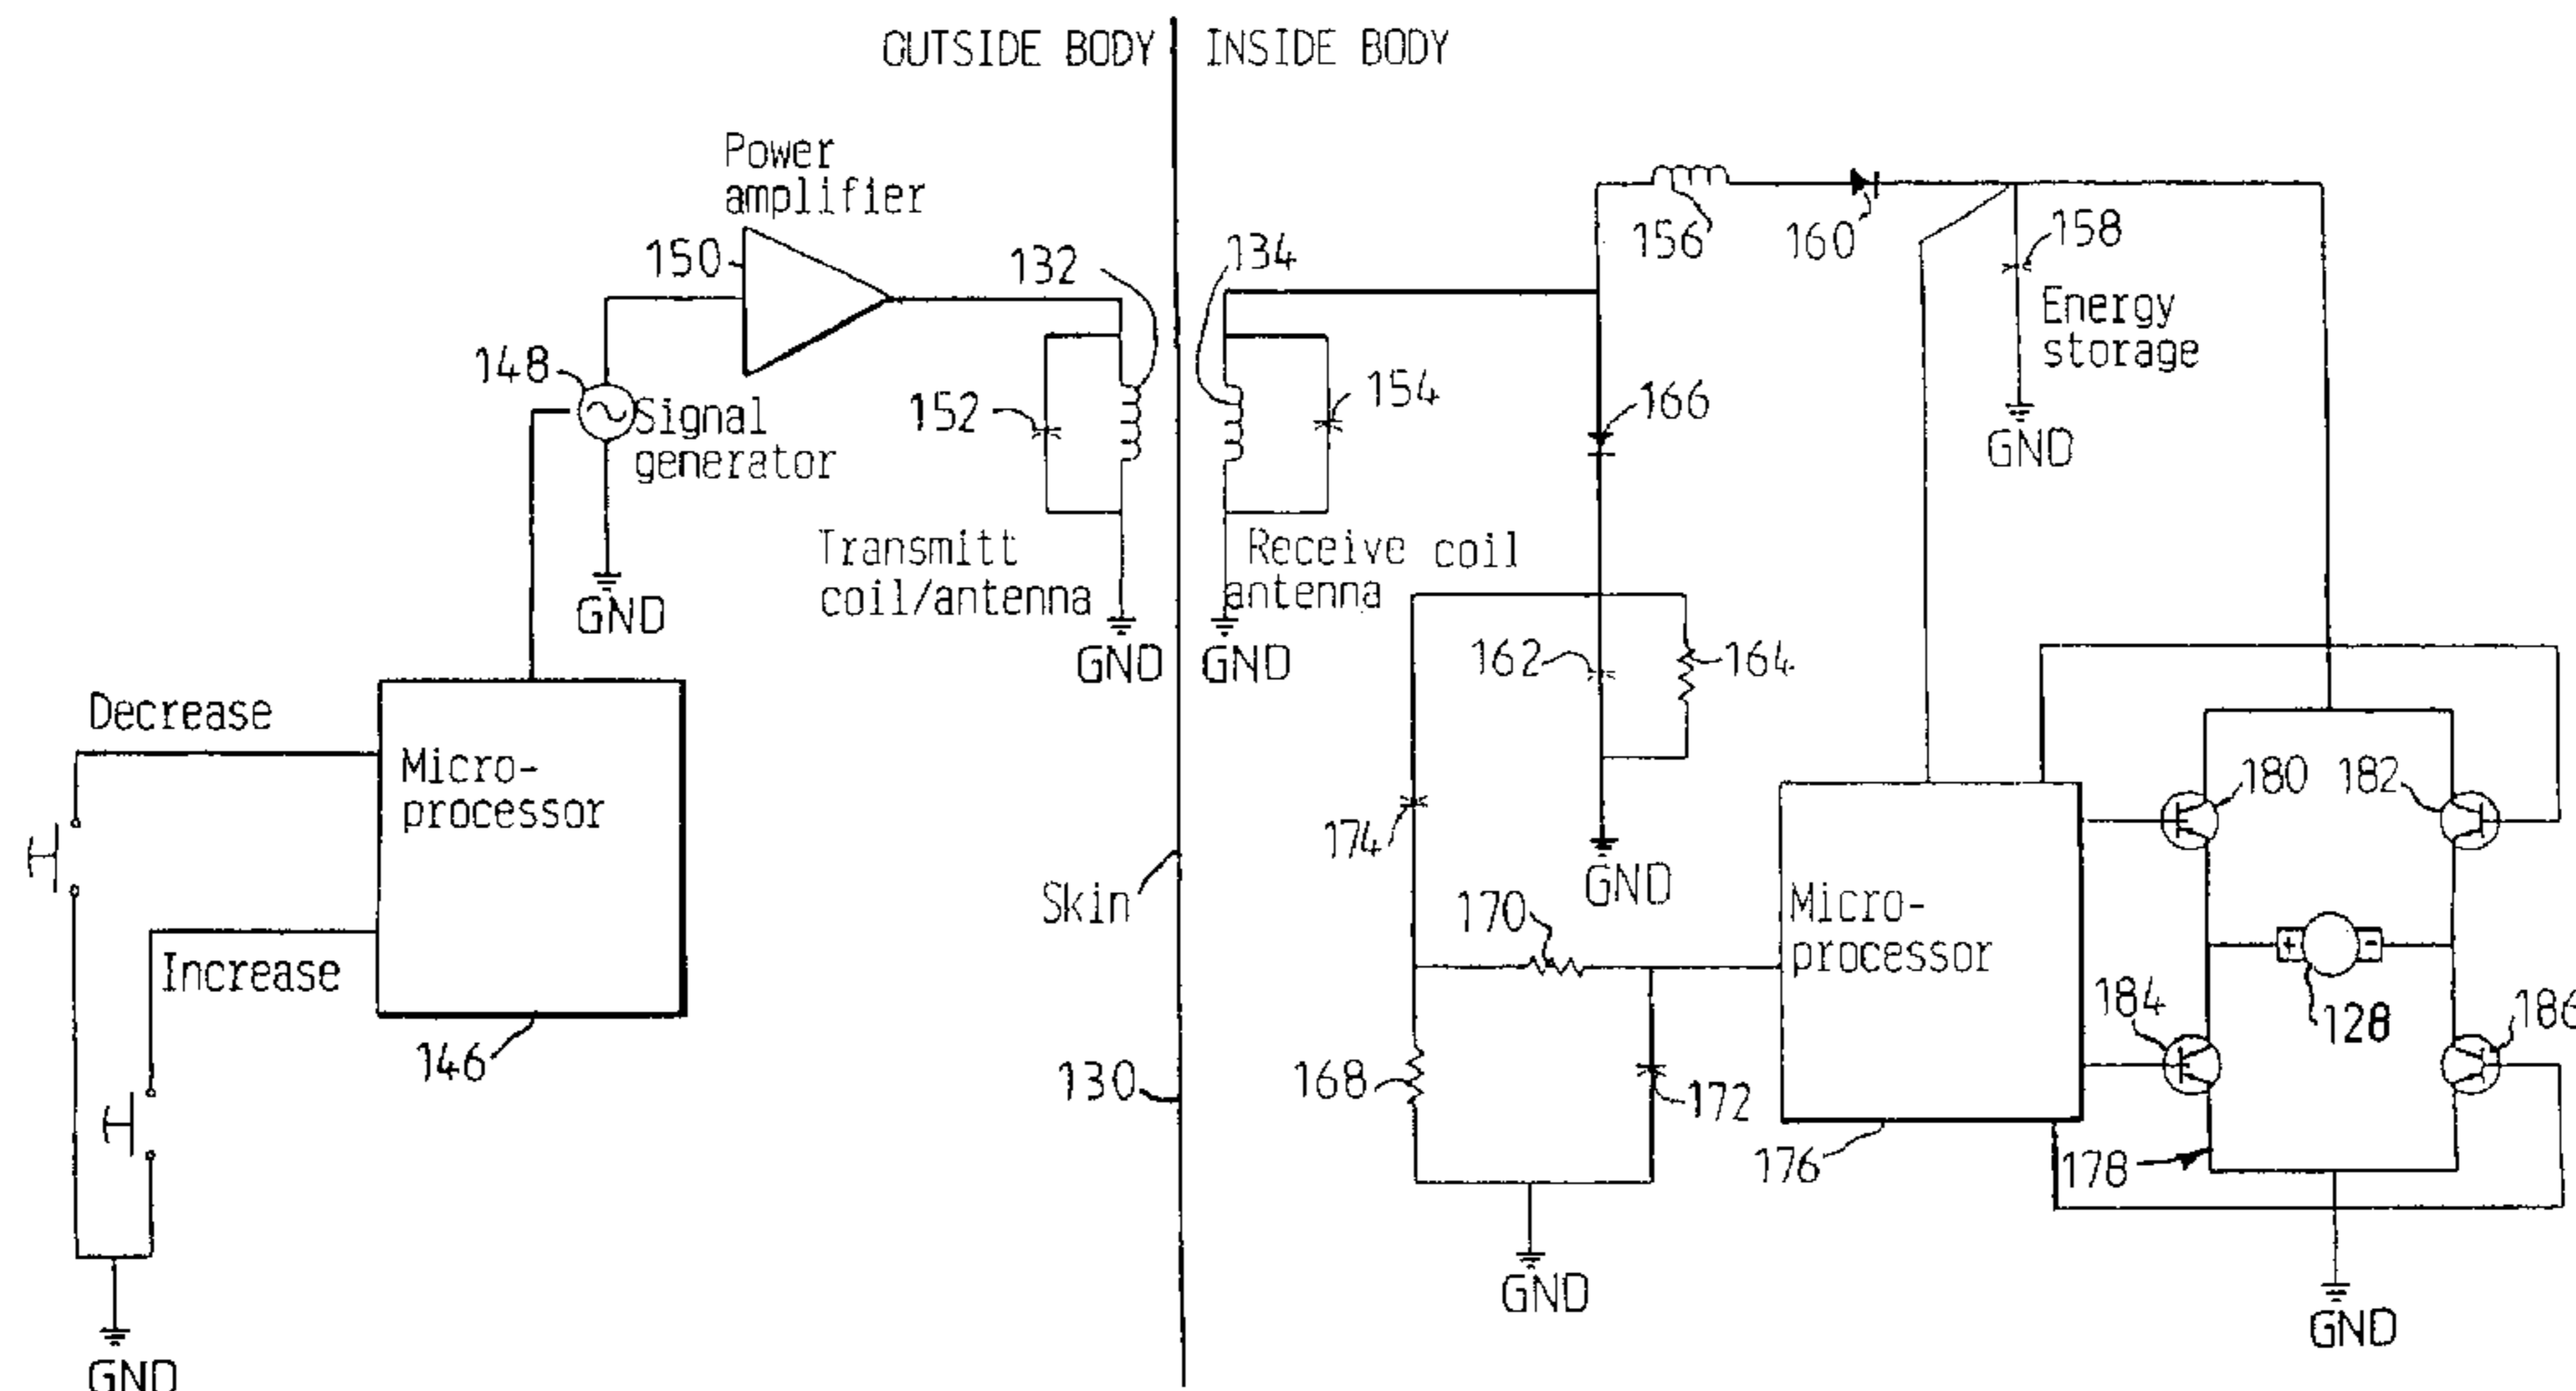 OUTSIDE BODY
INSIDE BODY
Power
amplifier
150
132
134
156
160
158
Energy
storage
GND
148
Signal
generator
GND
152
154
166
Transmitt
coil/antenna
Receive coil
antenna
GND
GND
162
164
Decrease
Micro-
processor
Increase
146
Skin
130
174
GND
170
168
172
GND
Micro-
processor
176
180
182
184
128
186
178
GND
GND